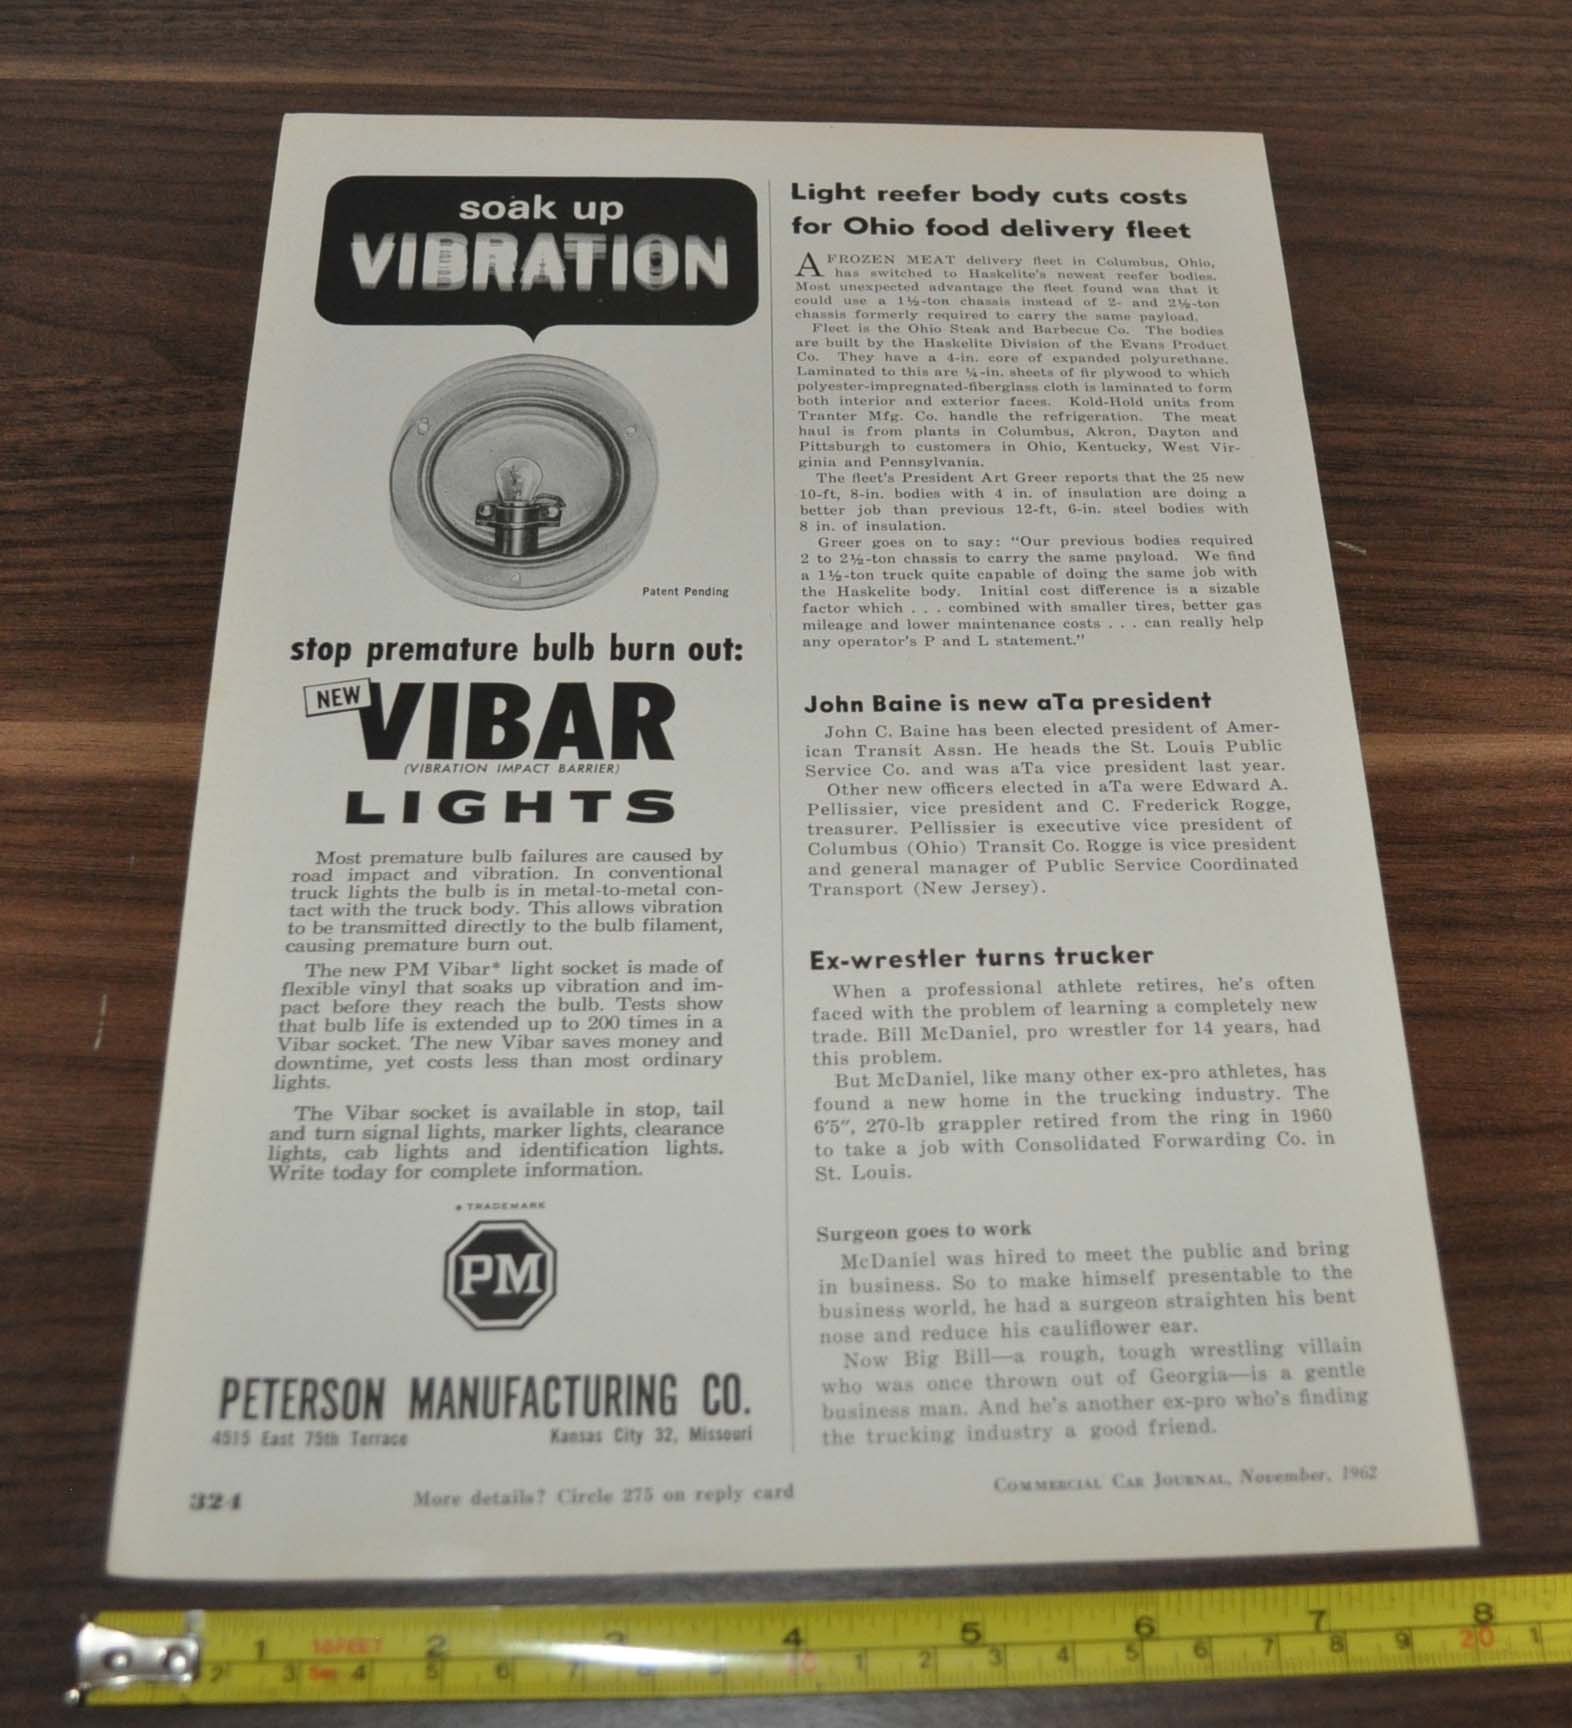 soak up
VIBRATION
Patent Pending
stop premature bulb burn out:
NEW
VIBAR
(VIBRATION IMPACT BARRIER)
LIGHTS
Most premature bulb failures are caused by
road impact and vibration. In conventional
truck lights the bulb is in metal-to-metal con-
tact with the truck body. This allows vibration
to be transmitted directly to the bulb filament,
causing premature burn out.
The new PM Vibar* light socket is made of
flexible vinyl that soaks up vibration and im-
pact before they reach the bulb. Tests show
that bulb life is extended up to 200 times in a
Vibar socket. The new Vibar saves money and
downtime, yet costs less than most ordinary
lights.
The Vibar socket is available in stop, tail
and turn signal lights, marker lights, clearance
lights, cab lights and identification lights.
Write today for complete information.
* TRADEMARK
PM
PETERSON MANUFACTURING CO.
4515 East 75th Terrace Kansas City 32, Missouri
Light reefer body cuts costs
for Ohio food delivery fleet
A FROZEN MEAT delivery fleet in Columbus, Ohio,
has switched to Haskelite's newest reefer bodies.
Most unexpected advantage the fleet found was that it
could use a 1½-ton chassis instead of 2- and 2½-ton
chassis formerly required to carry the same payload.
Fleet is the Ohio Steak and Barbecue Co. The bodies
are built by the Haskelite Division of the Evans Product
Co. They have a 4-in. core of expanded polyurethane.
Laminated to this are ¼-in. sheets of fir plywood to which
polyester-impregnated-fiberglass cloth is laminated to form
both interior and exterior faces. Kold-Hold units from
Tranter Mfg. Co. handle the refrigeration. The meat
haul is from plants in Columbus, Akron, Dayton and
Pittsburgh to customers in Ohio, Kentucky, West Vir-
ginia and Pennsylvania.
The fleet's President Art Greer reports that the 25 new
10-ft, 8-in. bodies with 4 in. of insulation are doing a
better job than previous 12-ft, 6-in. steel bodies with
8 in. of insulation.
Greer goes on to say: "Our previous bodies required
2 to 2½-ton chassis to carry the same payload. We find
a 1½-ton truck quite capable of doing the same job with
the Haskelite body. Initial cost difference is a sizable
factor which . . . combined with smaller tires, better gas
mileage and lower maintenance costs . . . can really help
any operator's P and L statement."
John Baine is new aTa president
John C. Baine has been elected president of Amer-
ican Transit Assn. He heads the St. Louis Public
Service Co. and was aTa vice president last year.
Other new officers elected in aTa were Edward A.
Pellissier, vice president and C. Frederick Rogge,
treasurer. Pellissier is executive vice president of
Columbus (Ohio) Transit Co. Rogge is vice president
and general manager of Public Service Coordinated
Transport (New Jersey).
Ex-wrestler turns trucker
When a professional athlete retires, he's often
faced with the problem of learning a completely new
trade. Bill McDaniel, pro wrestler for 14 years, had
this problem.
But McDaniel, like many other ex-pro athletes, has
found a new home in the trucking industry. The
6'5", 270-lb grappler retired from the ring in 1960
to take a job with Consolidated Forwarding Co. in
St. Louis.
Surgeon goes to work
McDaniel was hired to meet the public and bring
in business. So to make himself presentable to the
business world, he had a surgeon straighten his bent
nose and reduce his cauliflower ear.
Now Big Bill—a rough, tough wrestling villain
who was once thrown out of Georgia—is a gentle
business man. And he's another ex-pro who's finding
the trucking industry a good friend.
324 More details? Circle 275 on reply card COMMERCIAL CAR JOURNAL, November, 1962
1 10FEET 2 3 4 5 6 7 8
2 3 5m 4 5 6 7 20 1 2 3 4 5 6 7 8 9 20 1